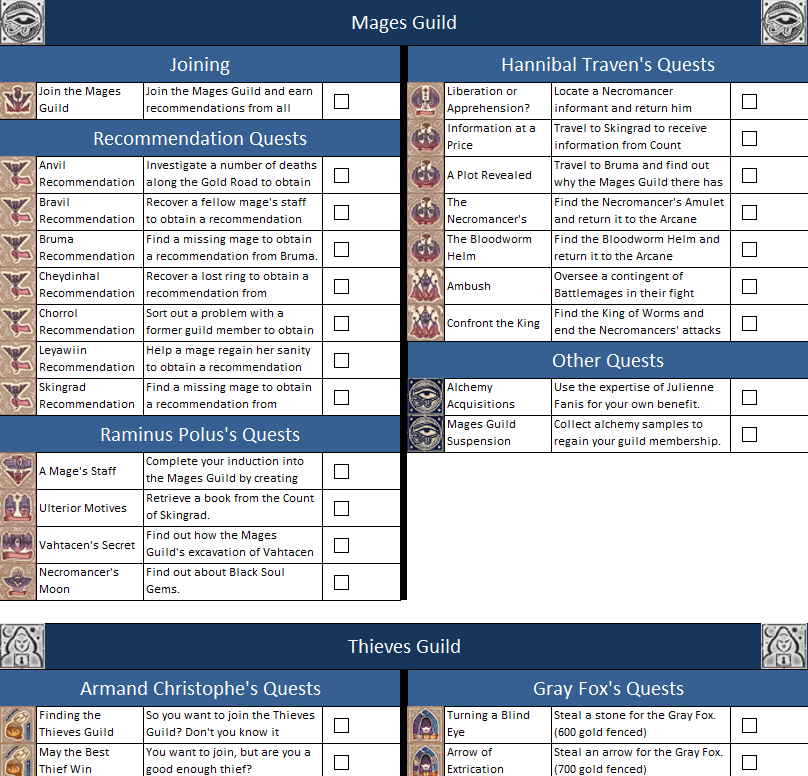 Mages Guild
Joining
Join the Mages
Guild
Join the Mages Guild and earn
recommendations from all
Recommendation Quests
Anvil
Recommendation
Investigate a number of deaths
along the Gold Road to obtain
Bravil
Recommendation
Recover a fellow mage's staff
to obtain a recommendation
Bruma
Recommendation
Find a missing mage to obtain
a recommendation from Bruma.
Cheydinhal
Recommendation
Recover a lost ring to obtain a
recommendation from
Chorrol
Recommendation
Sort out a problem with a
former guild member to obtain
Leyawiin
Recommendation
Help a mage regain her sanity
to obtain a recommendation
Skingrad
Recommendation
Find a missing mage to obtain
a recommendation from
Raminus Polus's Quests
A Mage's Staff
Complete your induction into
the Mages Guild by creating
Ulterior Motives
Retrieve a book from the Count
of Skingrad.
Vahtacen's Secret
Find out how the Mages
Guild's excavation of Vahtacen
Necromancer's
Moon
Find out about Black Soul
Gems.
Hannibal Traven's Quests
Liberation or
Apprehension?
Locate a Necromancer
informant and return him
Information at a
Price
Travel to Skingrad to receive
information from Count
A Plot Revealed
Travel to Bruma and find out
why the Mages Guild there has
The
Necromancer's
Find the Necromancer's Amulet
and return it to the Arcane
The Bloodworm
Helm
Find the Bloodworm Helm and
return it to the Arcane
Ambush
Oversee a contingent of
Battlemages in their fight
Confront the King
Find the King of Worms and
end the Necromancers' attacks
Other Quests
Alchemy
Acquisitions
Use the expertise of Julienne
Fanis for your own benefit.
Mages Guild
Suspension
Collect alchemy samples to
regain your guild membership.
Thieves Guild
Armand Christophe's Quests
Finding the
Thieves Guild
So you want to join the Thieves
Guild? Don't you know it
May the Best
Thief Win
You want to join, but are you a
good enough thief?
Gray Fox's Quests
Turning a Blind
Eye
Steal a stone for the Gray Fox.
(600 gold fenced)
Arrow of
Extrication
Steal an arrow for the Gray Fox.
(700 gold fenced)